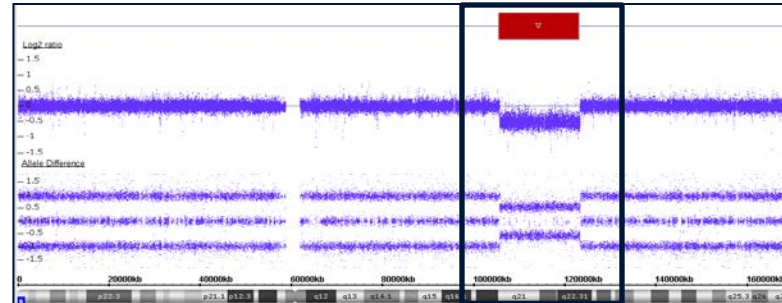 Log2 ratio
1.5
1
0
-0.5
-1
-1.5
Allele Difference
1.5
0.5
-0.5
-1.5
0 20000kb 40000kb 60000kb 80000kb 100000kb 120000kb 140000kb 160000kb
p22.3 p21.1 p12.3 q12 q13 q14.1 q15 q16.1 q21 q22.31 q25.3 q26